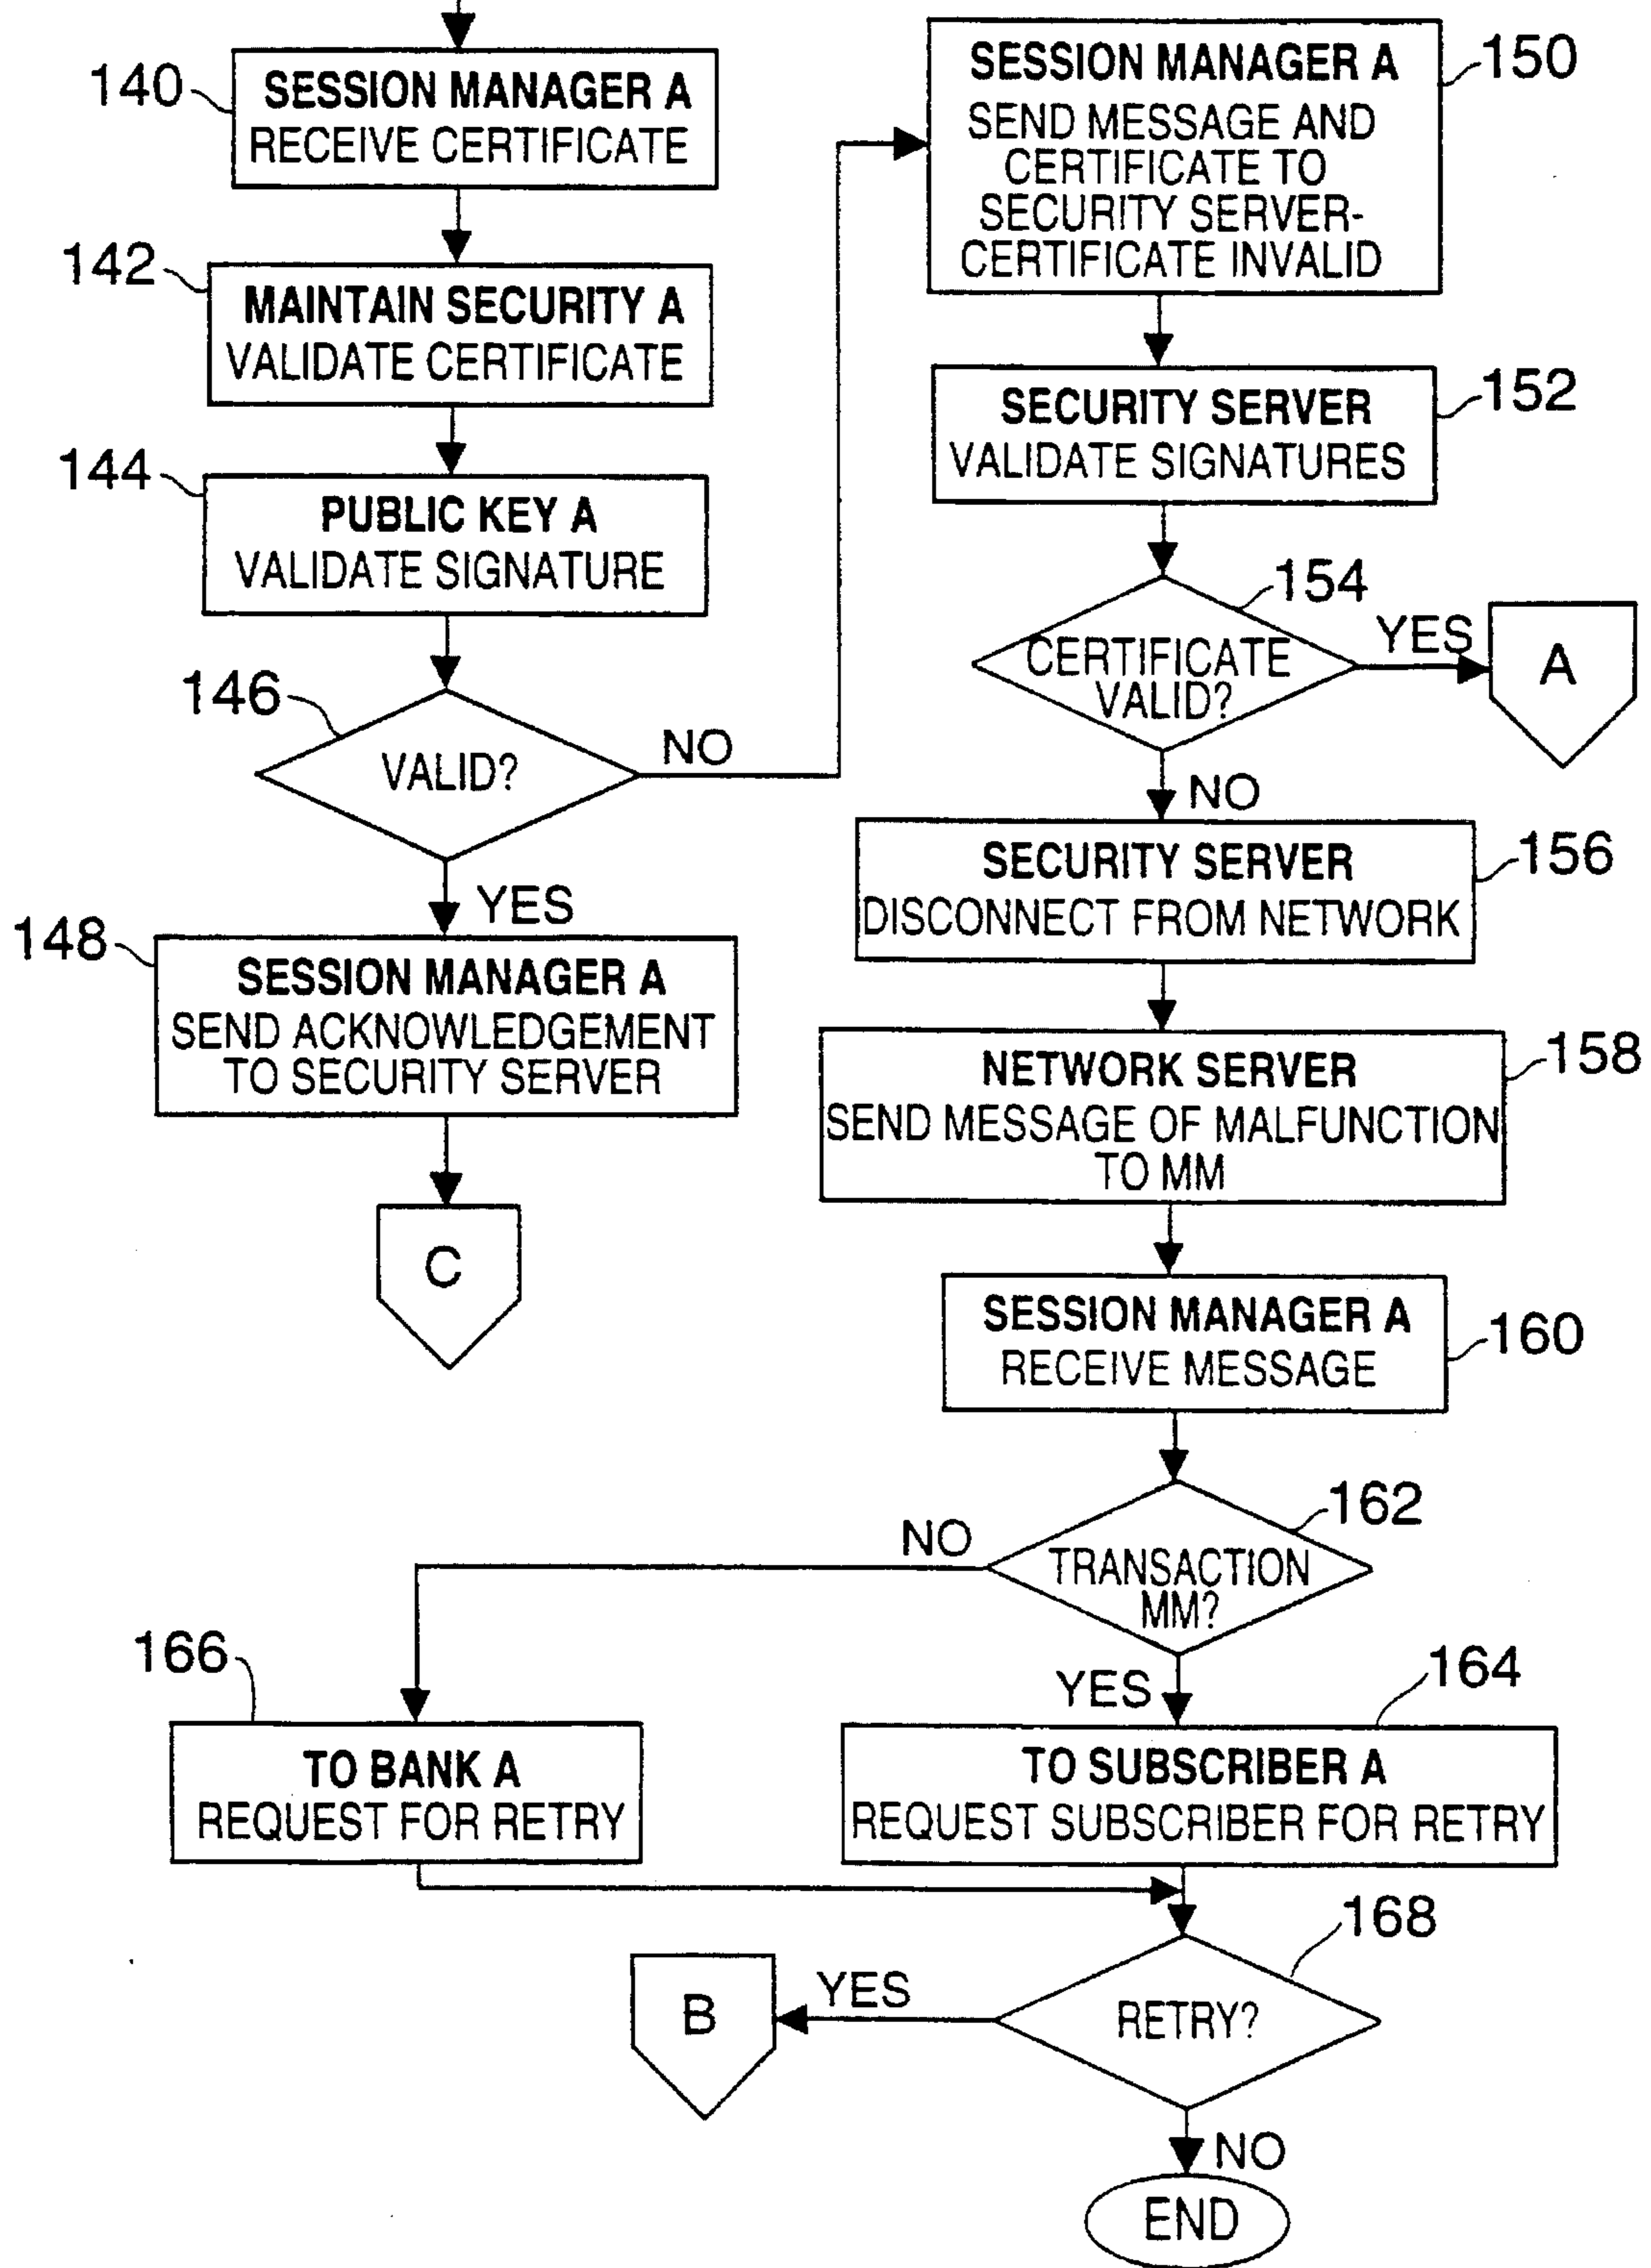 140
SESSION MANAGER A
RECEIVE CERTIFICATE
142
MAINTAIN SECURITY A
VALIDATE CERTIFICATE
144
PUBLIC KEY A
VALIDATE SIGNATURE
146
VALID?
NO
YES
148
SESSION MANAGER A
SEND ACKNOWLEDGEMENT
TO SECURITY SERVER
C
150
SESSION MANAGER A
SEND MESSAGE AND
CERTIFICATE TO
SECURITY SERVER-
CERTIFICATE INVALID
152
SECURITY SERVER
VALIDATE SIGNATURES
154
CERTIFICATE
VALID?
YES
A
NO
156
SECURITY SERVER
DISCONNECT FROM NETWORK
158
NETWORK SERVER
SEND MESSAGE OF MALFUNCTION
TO MM
160
SESSION MANAGER A
RECEIVE MESSAGE
162
TRANSACTION
MM?
NO
YES
166
TO BANK A
REQUEST FOR RETRY
164
TO SUBSCRIBER A
REQUEST SUBSCRIBER FOR RETRY
168
RETRY?
YES
B
NO
END